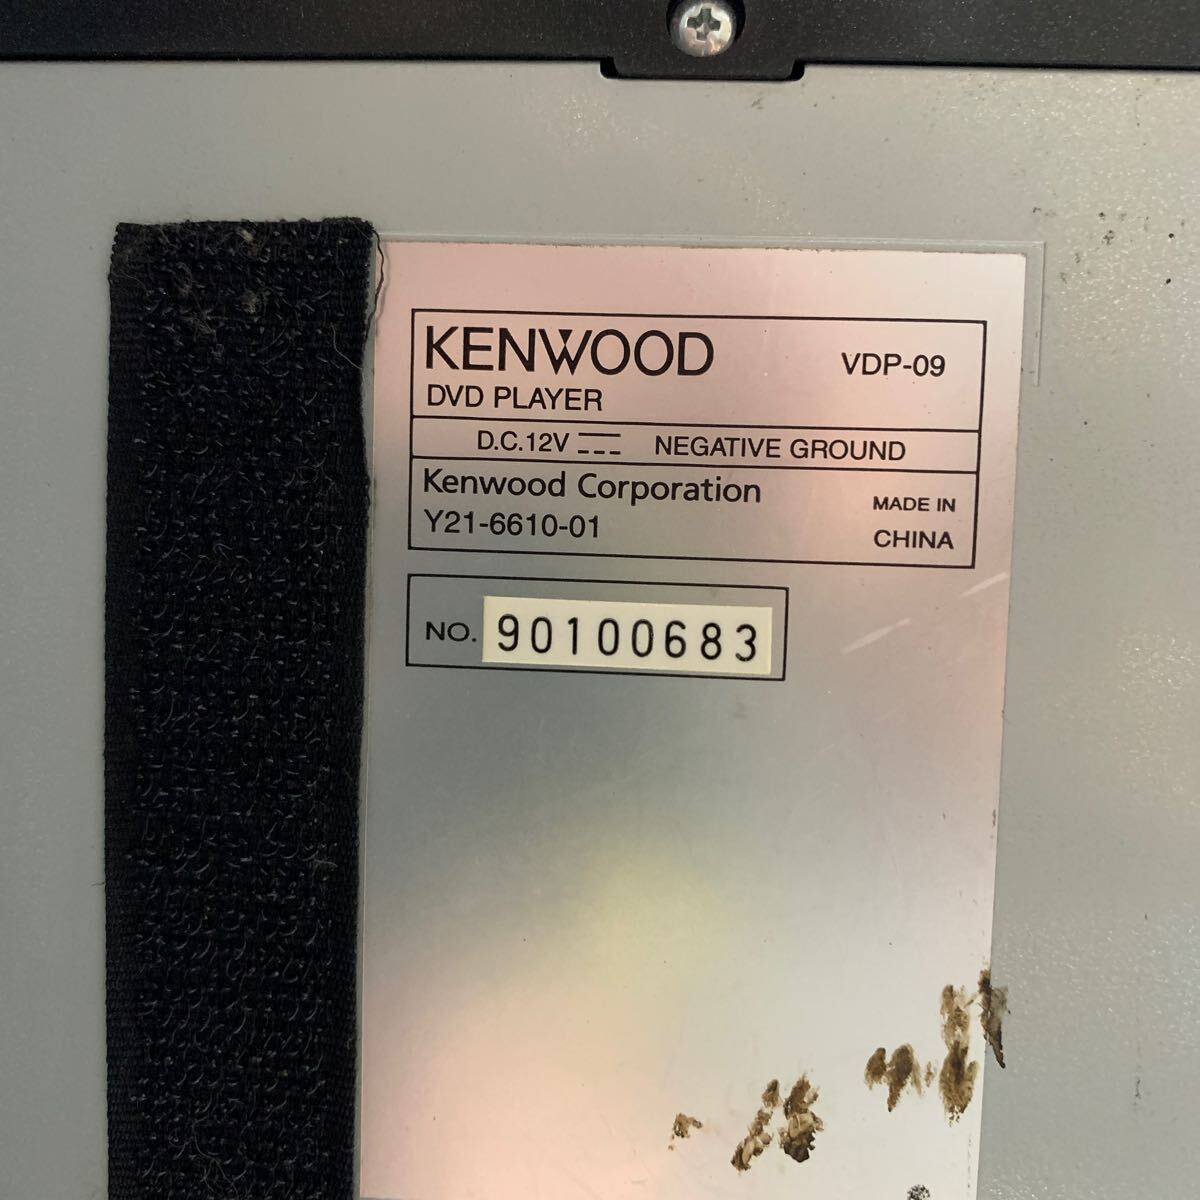 KENWOOD VDP-09
DVD PLAYER
D.C.12V NEGATIVE GROUND
Kenwood Corporation
Y21-6610-01
MADE IN
CHINA
NO. 90100683